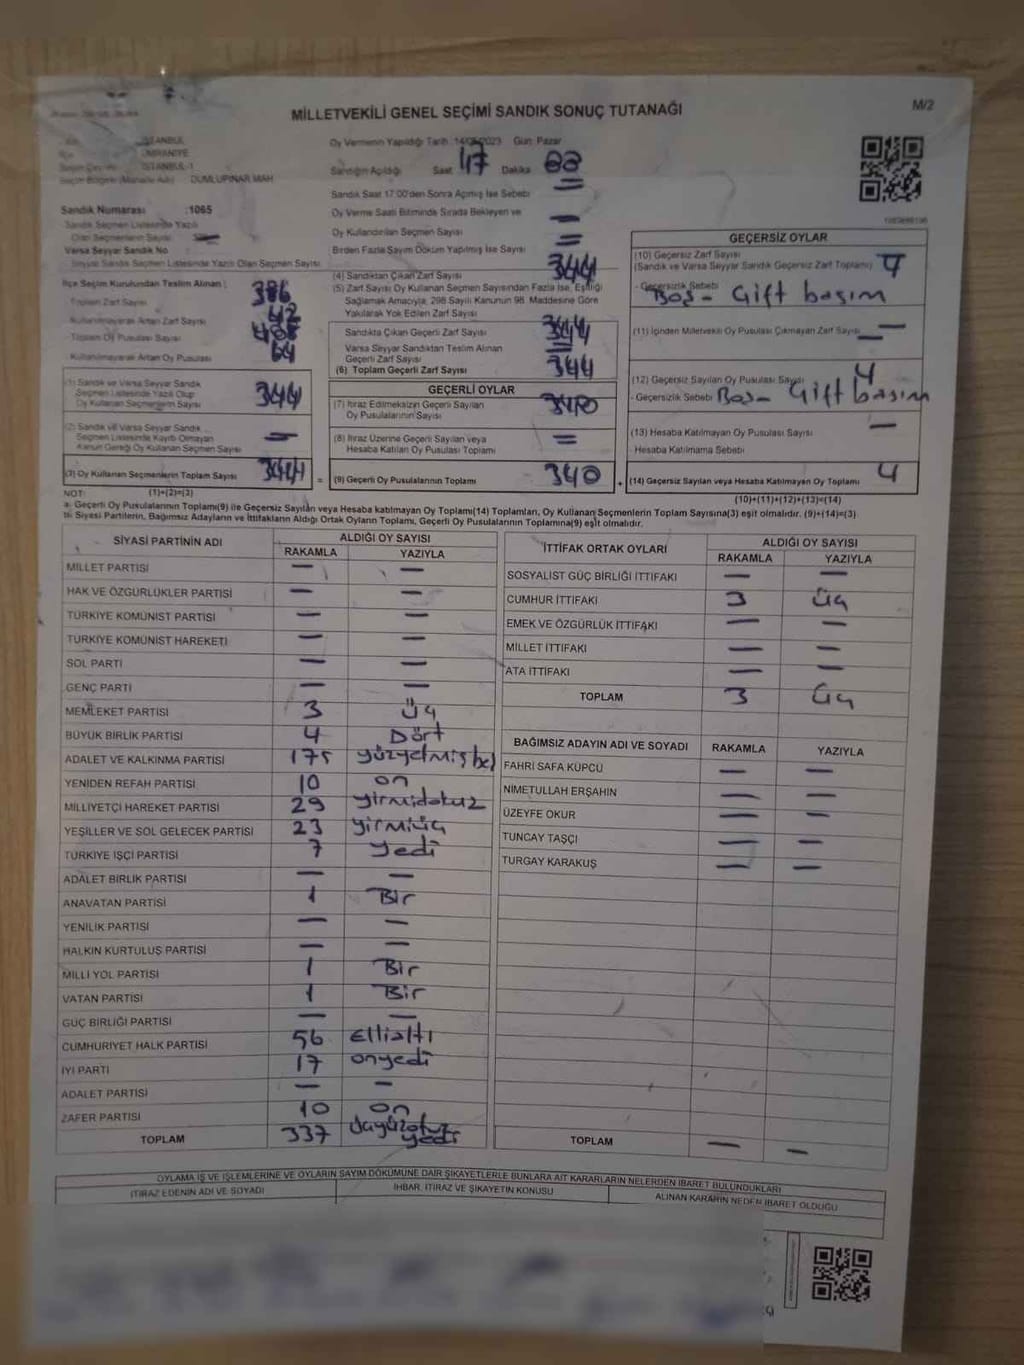 MİLLETVEKİLİ GENEL SEÇİMİ SANDIK SONUÇ TUTANAĞI
M/2
İSTANBUL
ÜMRANİYE
İSTANBUL-1
DUMLUPINAR MAH
Sandık Numarası :1065
Sandık Seçmen Listesinde Yazılı
Olan Seçmenlerin Sayısı
Varsa Seyyar Sandık No
Seyyar Sandık Seçmen Listesinde Yazılı Olan Seçmen Sayısı
İlçe Seçim Kurulundan Teslim Alınan ;
Toplam Zarf Sayısı 386
Kullanılmayarak Artan Zarf Sayısı 42
Toplam Oy Pusulası Sayısı 408
Kullanılmayarak Artan Oy Pusulası 64
(1) Sandık ve Varsa Seyyar Sandık
Seçmen Listesinde Yazılı Olup
Oy Kullanan Seçmenlerin Sayısı 344
(2) Sandık ve Varsa Seyyar Sandık
Seçmen Listesinde Kayıtlı Olmayan
Kanun Gereği Oy Kullanan Seçmen Sayısı —
(3) Oy Kullanan Seçmenlerin Toplam Sayısı 344
Oy Vermenin Yapıldığı Tarih :14/05/2023 Gün: Pazar
Sandığın Açıldığı Saat 17 Dakika
Sandık Saat 17:00'den Sonra Açılmış İse Sebebi
Oy Verme Saati Bitiminde Sırada Bekleyen ve
Oy Kullandırılan Seçmen Sayısı
Birden Fazla Sayım Döküm Yapılmış İse Sayısı
(4) Sandıktan Çıkan Zarf Sayısı 344
(5) Zarf Sayısı Oy Kullanan Seçmen Sayısından Fazla İse, Eşitliği
Sağlamak Amacıyla, 298 Sayılı Kanunun 98. Maddesine Göre
Yakılarak Yok Edilen Zarf Sayısı
Sandıkta Çıkan Geçerli Zarf Sayısı 344
Varsa Seyyar Sandıktan Teslim Alınan
Geçerli Zarf Sayısı
(6) Toplam Geçerli Zarf Sayısı 344
GEÇERLİ OYLAR
(7) İtiraz Edilmeksizin Geçerli Sayılan
Oy Pusulalarının Sayısı 340
(8) İtiraz Üzerine Geçerli Sayılan veya
Hesaba Katılan Oy Pusulası Toplamı =
= (9) Geçerli Oy Pusulalarının Toplamı 340
GEÇERSİZ OYLAR
(10) Geçersiz Zarf Sayısı
(Sandık ve Varsa Seyyar Sandık Geçersiz Zarf Toplamı) 4
- Geçersizlik Sebebi Boş - Çift basım
(11) İçinden Milletvekili Oy Pusulası Çıkmayan Zarf Sayısı —
(12) Geçersiz Sayılan Oy Pusulası Sayısı 4
- Geçersizlik Sebebi Boş - Çift basım
(13) Hesaba Katılmayan Oy Pusulası Sayısı —
Hesaba Katılmama Sebebi
+ (14) Geçersiz Sayılan veya Hesaba Katılmayan Oy Toplamı 4
NOT: (1)+(2)=(3)
(10)+(11)+(12)+(13)=(14)
a- Geçerli Oy Pusulalarının Toplamı(9) ile Geçersiz Sayılan veya Hesaba katılmayan Oy Toplamı(14) Toplamları, Oy Kullanan Seçmenlerin Toplam Sayısına(3) eşit olmalıdır. (9)+(14)=(3).
b- Siyasi Partilerin, Bağımsız Adayların ve İttifakların Aldığı Ortak Oyların Toplamı, Geçerli Oy Pusulalarının Toplamına(9) eşit olmalıdır.
SİYASİ PARTİNİN ADI ALDIĞI OY SAYISI
RAKAMLA YAZIYLA
MİLLET PARTİSİ — —
HAK VE ÖZGÜRLÜKLER PARTİSİ — —
TÜRKİYE KOMÜNİST PARTİSİ — —
TÜRKİYE KOMÜNİST HAREKETİ — —
SOL PARTİ — —
GENÇ PARTİ — —
MEMLEKET PARTİSİ 3 Üç
BÜYÜK BİRLİK PARTİSİ 4 Dört
ADALET VE KALKINMA PARTİSİ 175 yüzyetmişbeş
YENİDEN REFAH PARTİSİ 10 on
MİLLİYETÇİ HAREKET PARTİSİ 29 yirmidokuz
YEŞİLLER VE SOL GELECEK PARTİSİ 23 yirmiüç
TÜRKİYE İŞÇİ PARTİSİ 7 yedi
ADALET BİRLİK PARTİSİ — —
ANAVATAN PARTİSİ 1 Bir
YENİLİK PARTİSİ — —
HALKIN KURTULUŞ PARTİSİ — —
MİLLİ YOL PARTİSİ 1 Bir
VATAN PARTİSİ 1 Bir
GÜÇ BİRLİĞİ PARTİSİ — —
CUMHURİYET HALK PARTİSİ 56 Ellialtı
İYİ PARTİ 17 onyedi
ADALET PARTİSİ — —
ZAFER PARTİSİ 10 on
TOPLAM 337 üçyüzotuz
yedi
İTTİFAK ORTAK OYLARI ALDIĞI OY SAYISI
RAKAMLA YAZIYLA
SOSYALİST GÜÇ BİRLİĞİ İTTİFAKI — —
CUMHUR İTTİFAKI 3 Üç
EMEK VE ÖZGÜRLÜK İTTİFAKI — —
MİLLET İTTİFAKI — —
ATA İTTİFAKI — —
TOPLAM 3 Üç
BAĞIMSIZ ADAYIN ADI VE SOYADI RAKAMLA YAZIYLA
FAHRİ SAFA KÜPCÜ — —
NİMETULLAH ERŞAHİN — —
ÜZEYFE OKUR — —
TUNCAY TAŞÇI — —
TURGAY KARAKUŞ — —
TOPLAM — —
OYLAMA İŞ VE İŞLEMLERİNE VE OYLARIN SAYIM DÖKÜMÜNE DAİR ŞİKAYETLERLE BUNLARA AİT KARARLARIN NELERDEN İBARET BULUNDUKLARI
İTİRAZ EDENİN ADI VE SOYADI İHBAR, İTİRAZ VE ŞİKAYETİN KONUSU ALINAN KARARIN NEDEN İBARET OLDUĞU